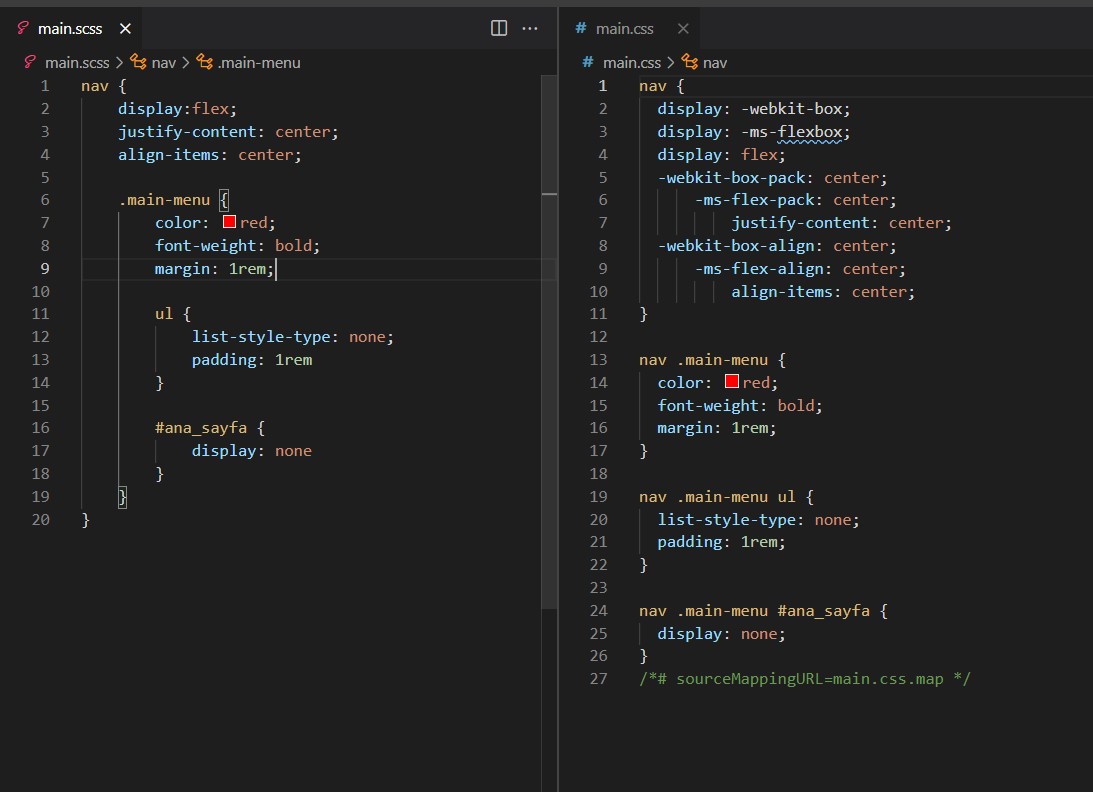 main.scss
main.scss > nav > .main-menu
1 nav {
2     display:flex;
3     justify-content: center;
4     align-items: center;
5
6     .main-menu {
7         color: red;
8         font-weight: bold;
9         margin: 1rem;
10
11         ul {
12             list-style-type: none;
13             padding: 1rem
14         }
15
16         #ana_sayfa {
17             display: none
18         }
19     }
20 }
# main.css
# main.css > nav
1 nav {
2   display: -webkit-box;
3   display: -ms-flexbox;
4   display: flex;
5   -webkit-box-pack: center;
6       -ms-flex-pack: center;
7           justify-content: center;
8   -webkit-box-align: center;
9       -ms-flex-align: center;
10           align-items: center;
11 }
12
13 nav .main-menu {
14   color: red;
15   font-weight: bold;
16   margin: 1rem;
17 }
18
19 nav .main-menu ul {
20   list-style-type: none;
21   padding: 1rem;
22 }
23
24 nav .main-menu #ana_sayfa {
25   display: none;
26 }
27 /*# sourceMappingURL=main.css.map */